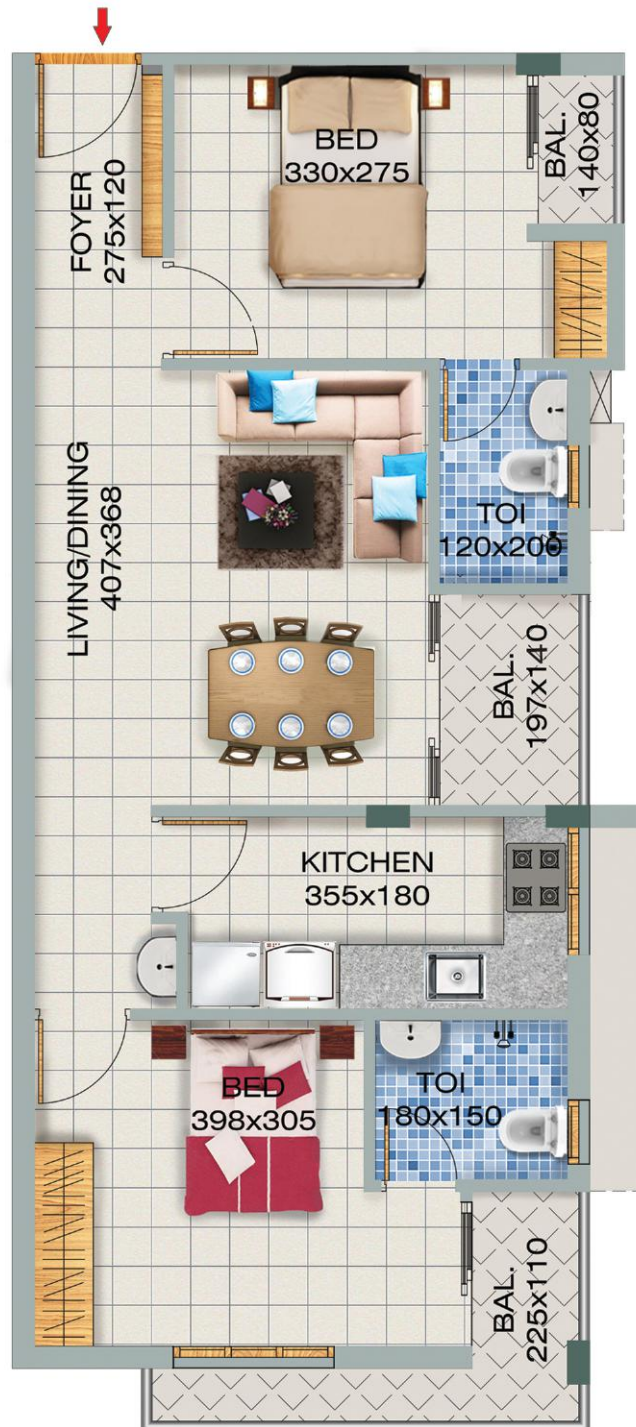 BED
330x275
BAL.
140x80
FOYER
275x120
LIVING/DINING
407x368
TOI
120x200
BAL.
197x140
KITCHEN
355x180
BED
398x305
TOI
180x150
BAL.
225x110